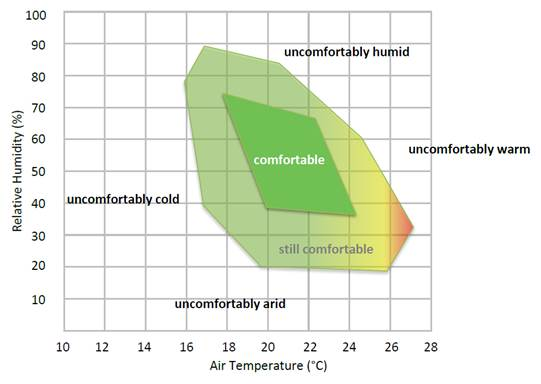 100
90
uncomfortably humid
80
70
60
uncomfortably warm
comfortable
50
uncomfortably cold
40
30
still comfortable
20
10
uncomfortably arid
Relative Humidity (%)
10 12 14 16 18 20 22 24 26 28
Air Temperature (°C)